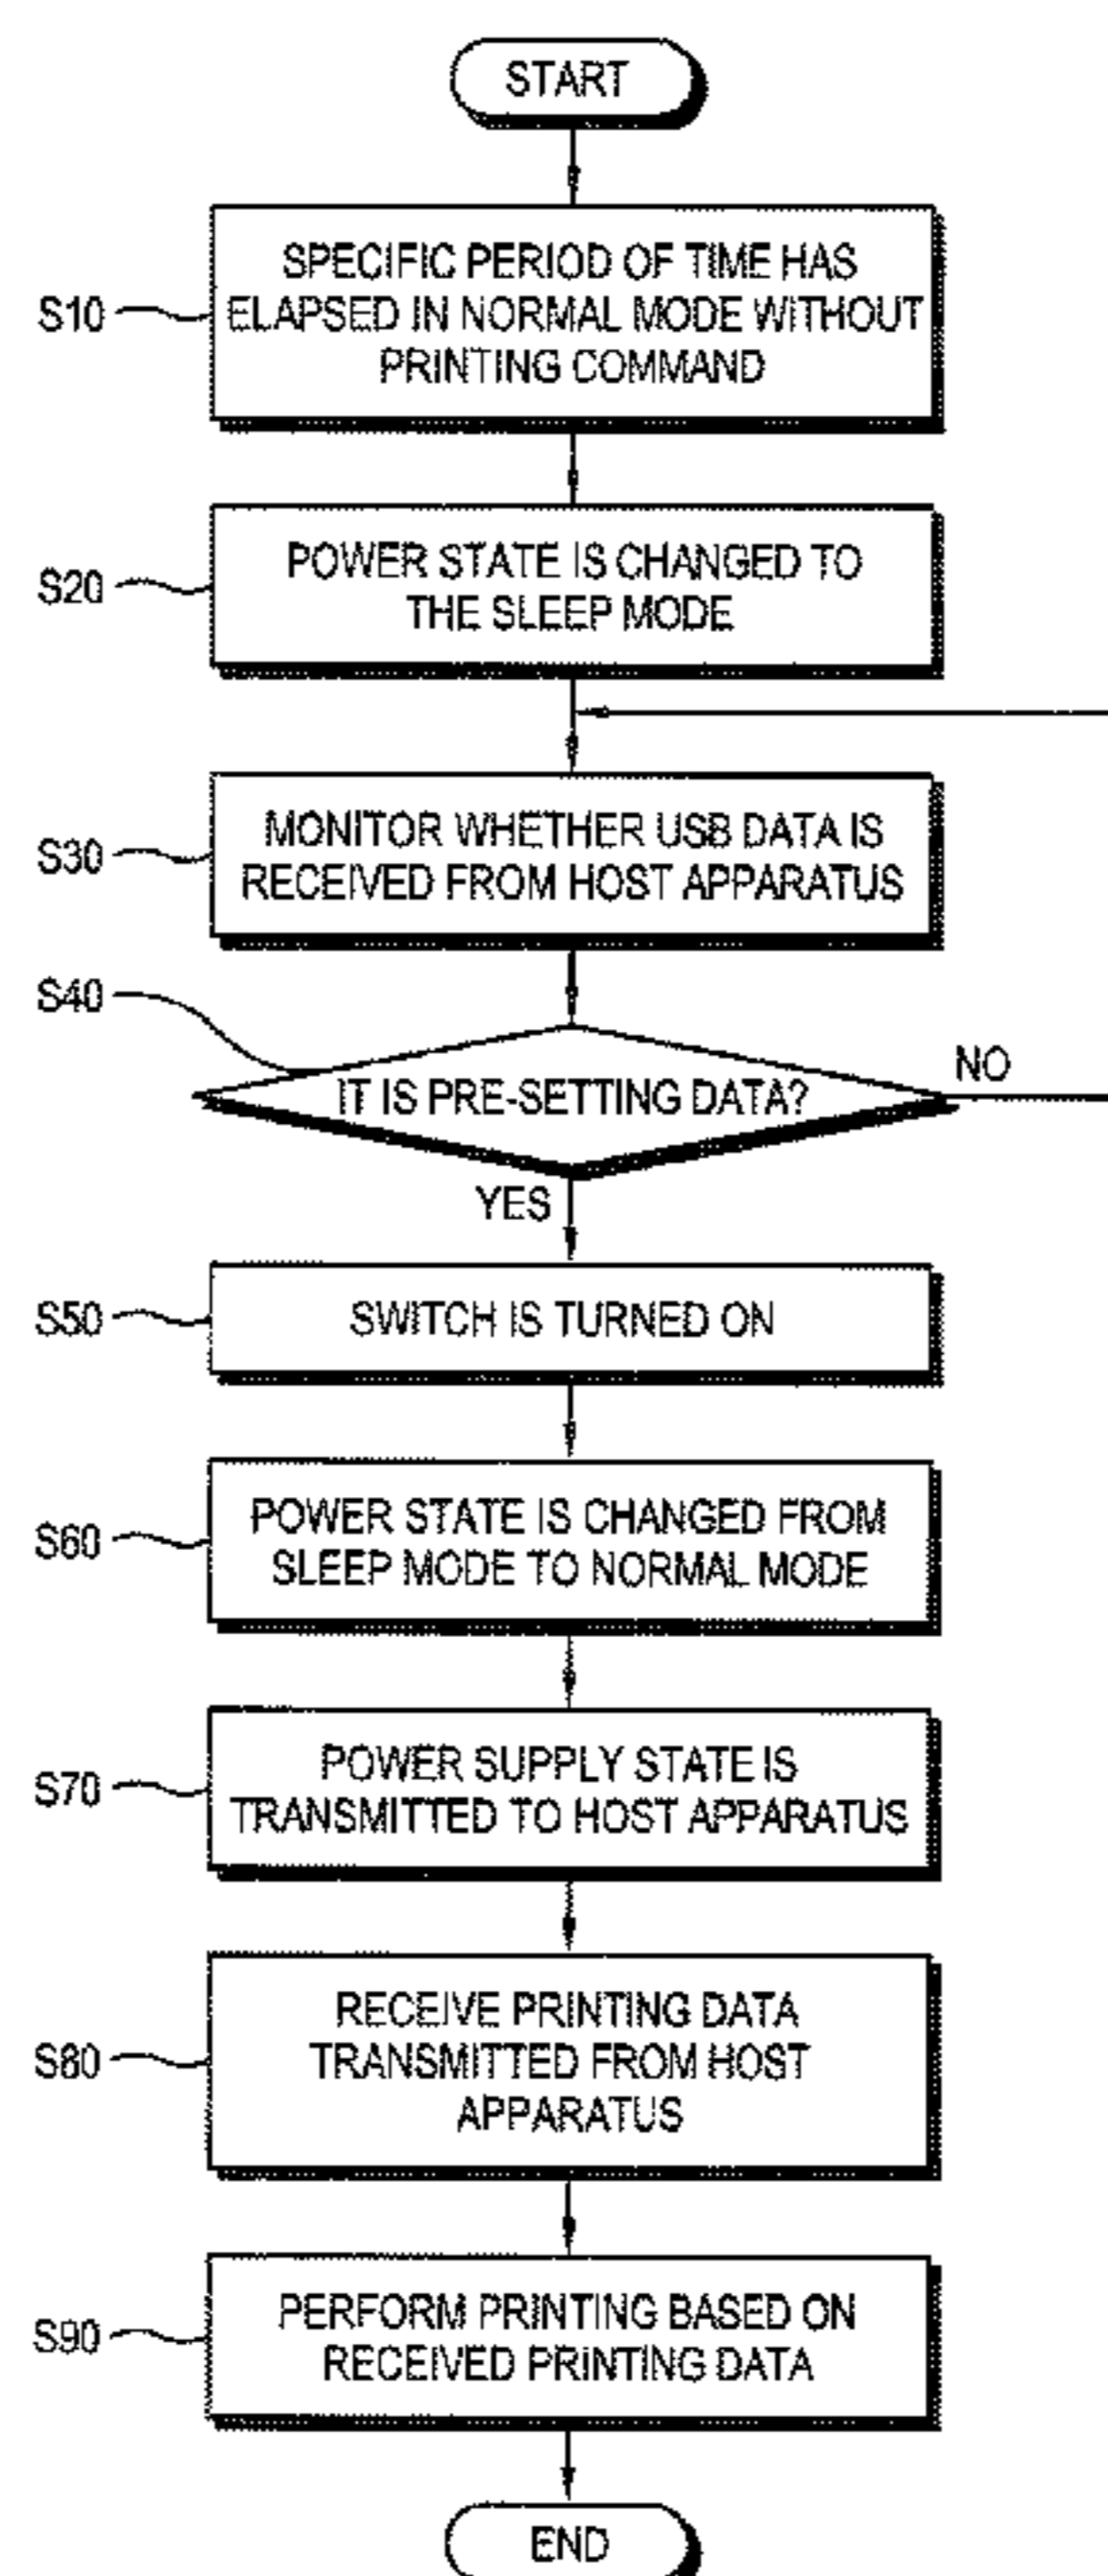 START
S10
SPECIFIC PERIOD OF TIME HAS
ELAPSED IN NORMAL MODE WITHOUT
PRINTING COMMAND
S20
POWER STATE IS CHANGED TO
THE SLEEP MODE
S30
MONITOR WHETHER USB DATA IS
RECEIVED FROM HOST APPARATUS
S40
IT IS PRE-SETTING DATA?
NO
YES
S50
SWITCH IS TURNED ON
S60
POWER STATE IS CHANGED FROM
SLEEP MODE TO NORMAL MODE
S70
POWER SUPPLY STATE IS
TRANSMITTED TO HOST APPARATUS
S80
RECEIVE PRINTING DATA
TRANSMITTED FROM HOST
APPARATUS
S90
PERFORM PRINTING BASED ON
RECEIVED PRINTING DATA
END